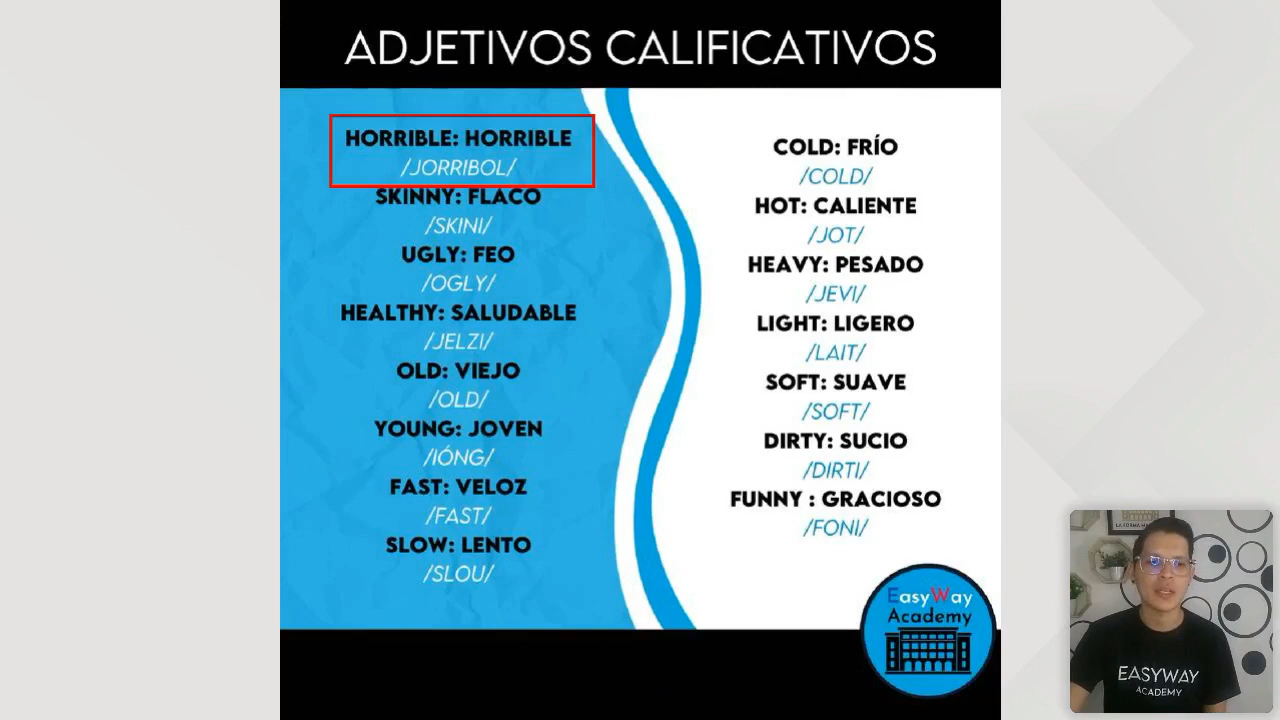 ADJETIVOS CALIFICATIVOS
HORRIBLE: HORRIBLE
/JORRIBOL/
SKINNY: FLACO
/SKINI/
UGLY: FEO
/OGLY/
HEALTHY: SALUDABLE
/JELZI/
OLD: VIEJO
/OLD/
YOUNG: JOVEN
/IÓNG/
FAST: VELOZ
/FAST/
SLOW: LENTO
/SLOU/
COLD: FRÍO
/COLD/
HOT: CALIENTE
/JOT/
HEAVY: PESADO
/JEVI/
LIGHT: LIGERO
/LAIT/
SOFT: SUAVE
/SOFT/
DIRTY: SUCIO
/DIRTI/
FUNNY : GRACIOSO
/FONI/
EasyWay
Academy
EASYWAY
ACADEMY